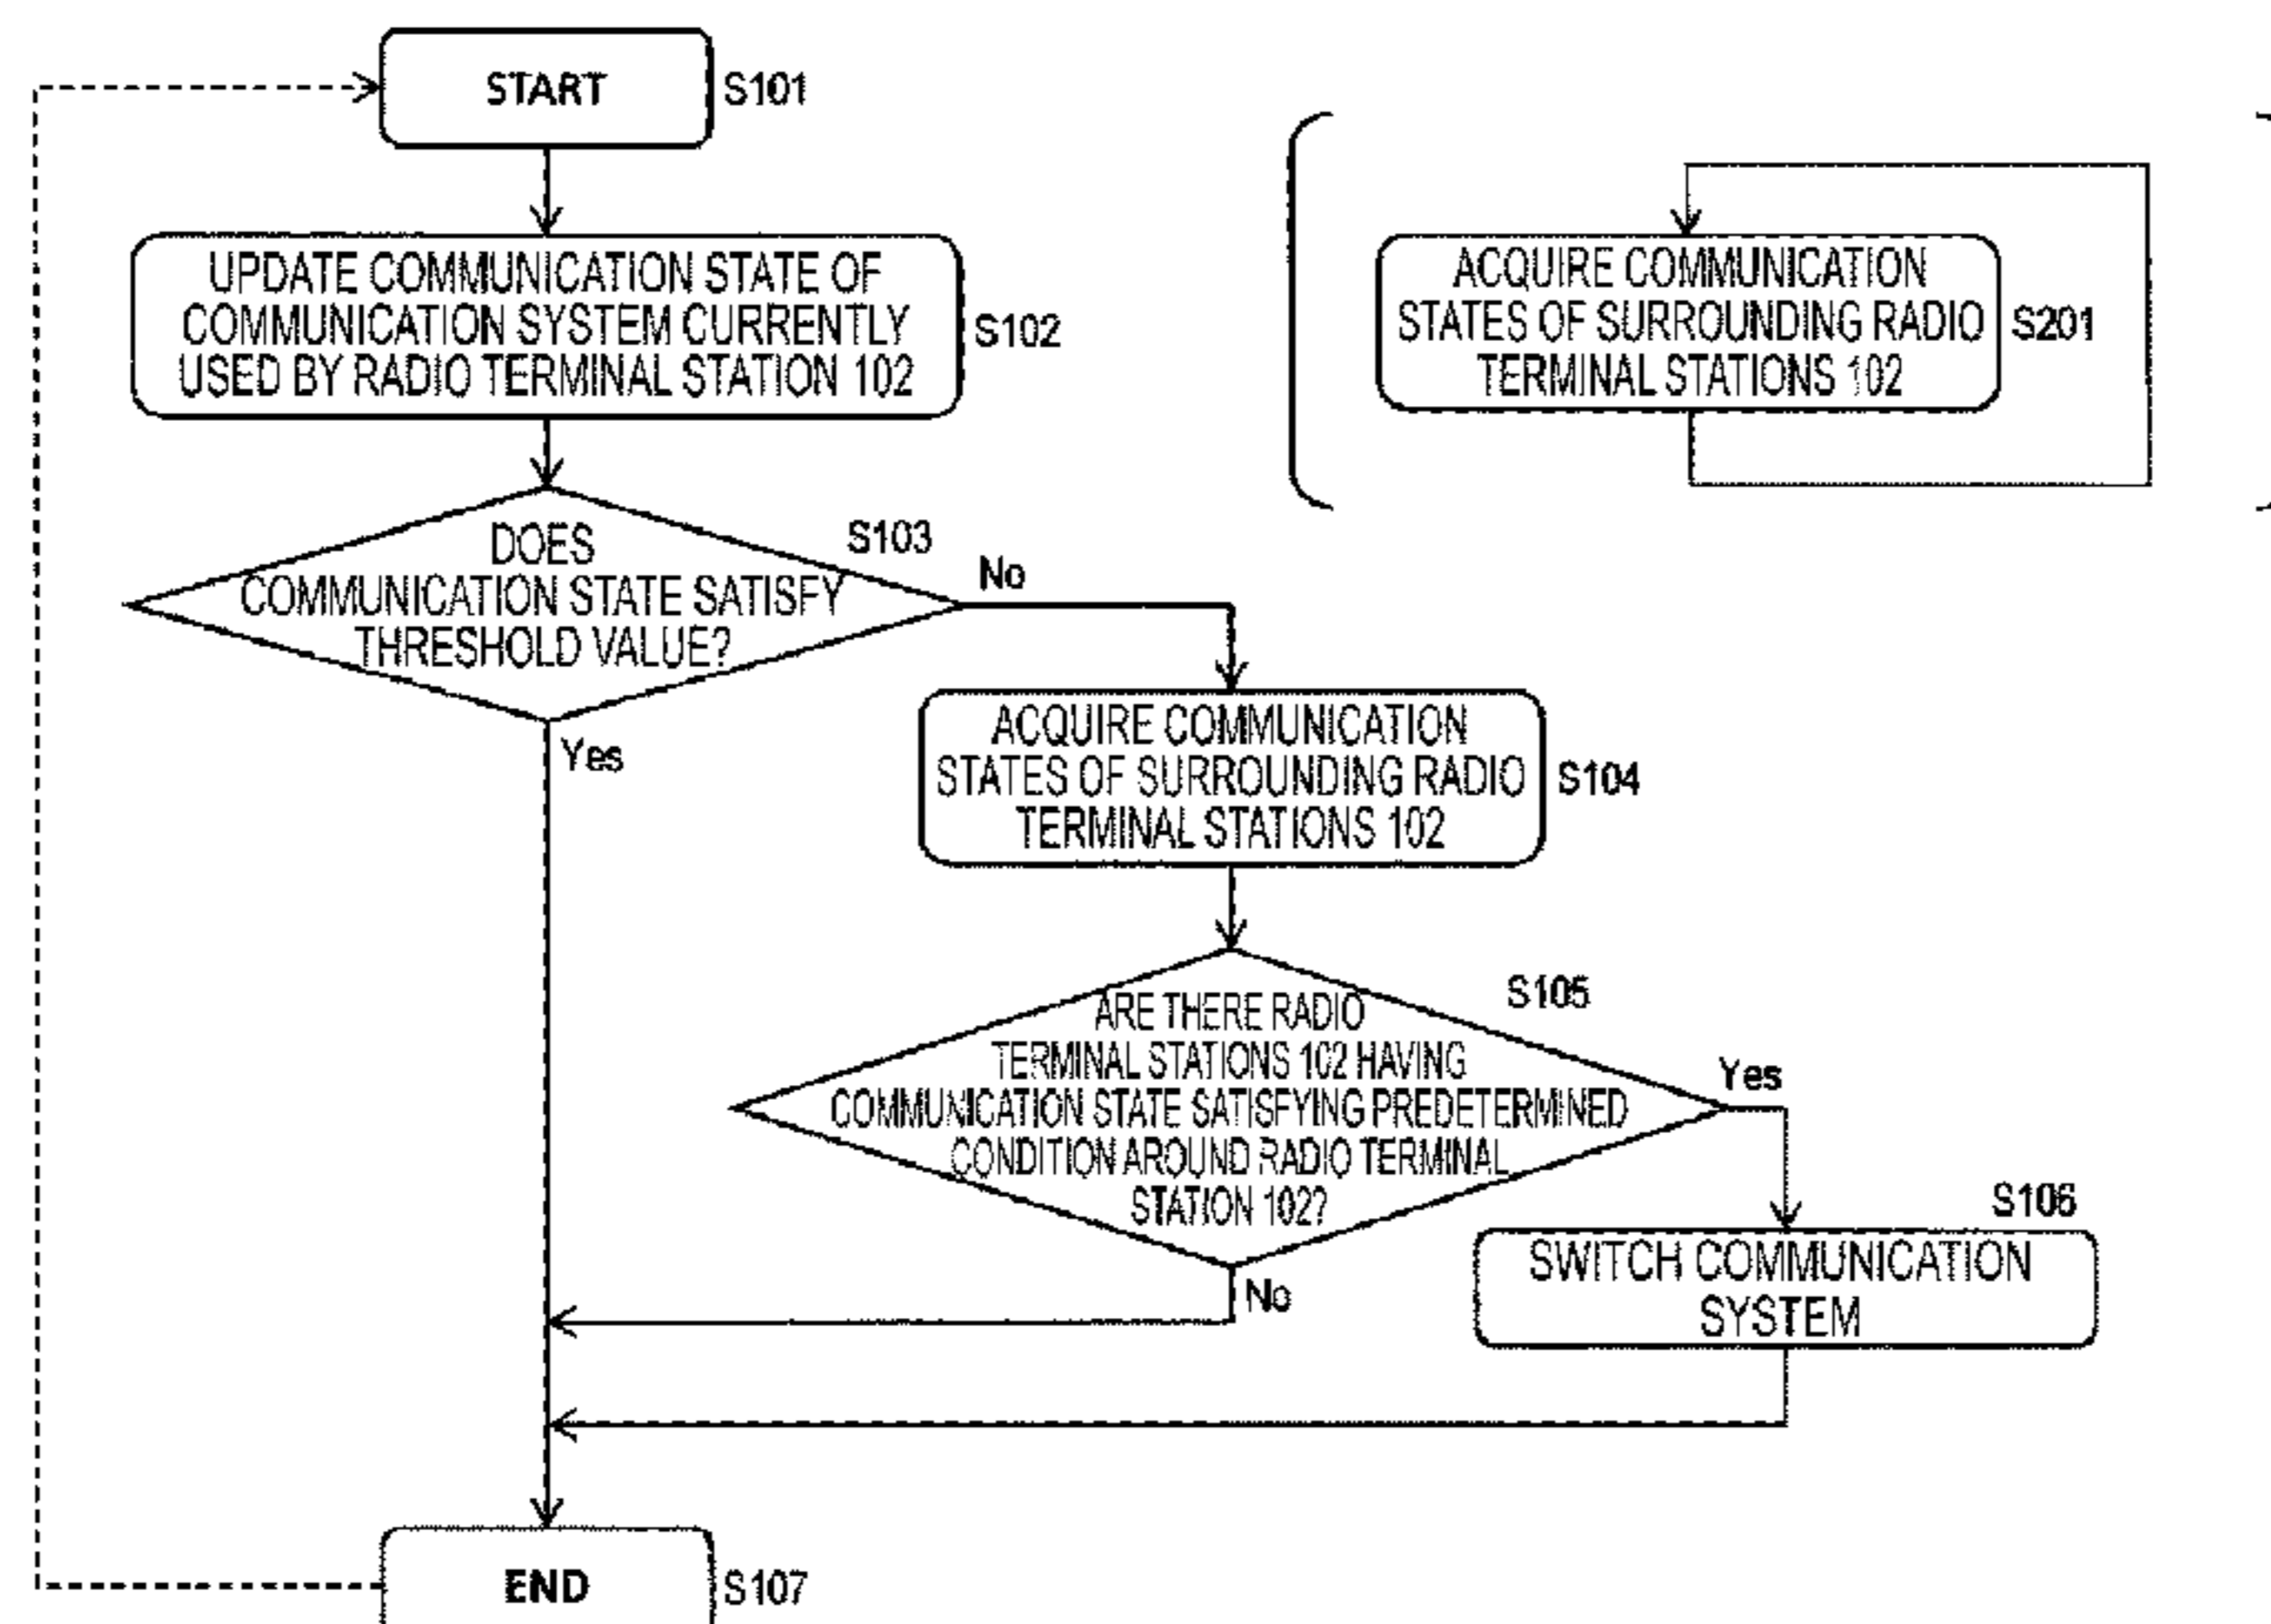 START
S101
UPDATE COMMUNICATION STATE OF
COMMUNICATION SYSTEM CURRENTLY
USED BY RADIO TERMINAL STATION 102
S102
ACQUIRE COMMUNICATION
STATES OF SURROUNDING RADIO
TERMINAL STATIONS 102
S201
DOES
COMMUNICATION STATE SATISFY
THRESHOLD VALUE?
S103
No
Yes
ACQUIRE COMMUNICATION
STATES OF SURROUNDING RADIO
TERMINAL STATIONS 102
S104
ARE THERE RADIO
TERMINAL STATIONS 102 HAVING
COMMUNICATION STATE SATISFYING PREDETERMINED
CONDITION AROUND RADIO TERMINAL
STATION 102?
S105
Yes
No
S106
SWITCH COMMUNICATION
SYSTEM
END
S107